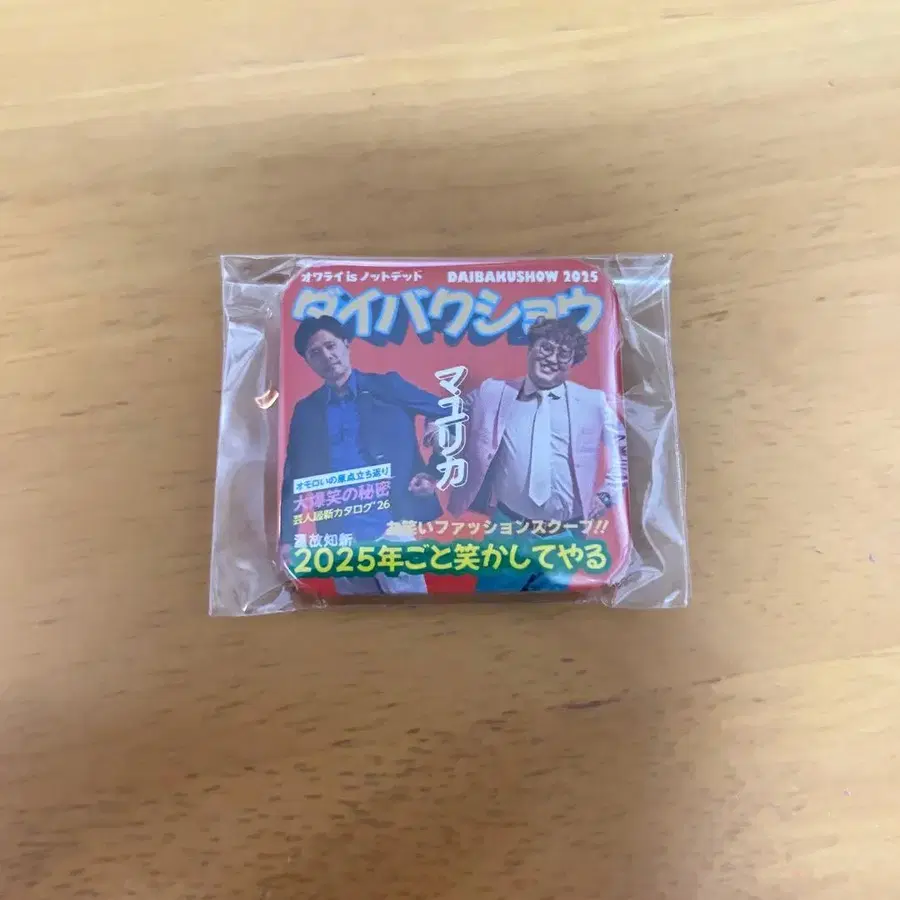 オワライ is ノットデッド
DAIBAKUSHOW 2025
ダイバクショウ
マユリカ
オモロいの原点立ち返り
大爆笑の秘密
芸人最新カタログ'26
お笑いファッションスクープ!!
温故知新
2025年ごと笑かしてやる